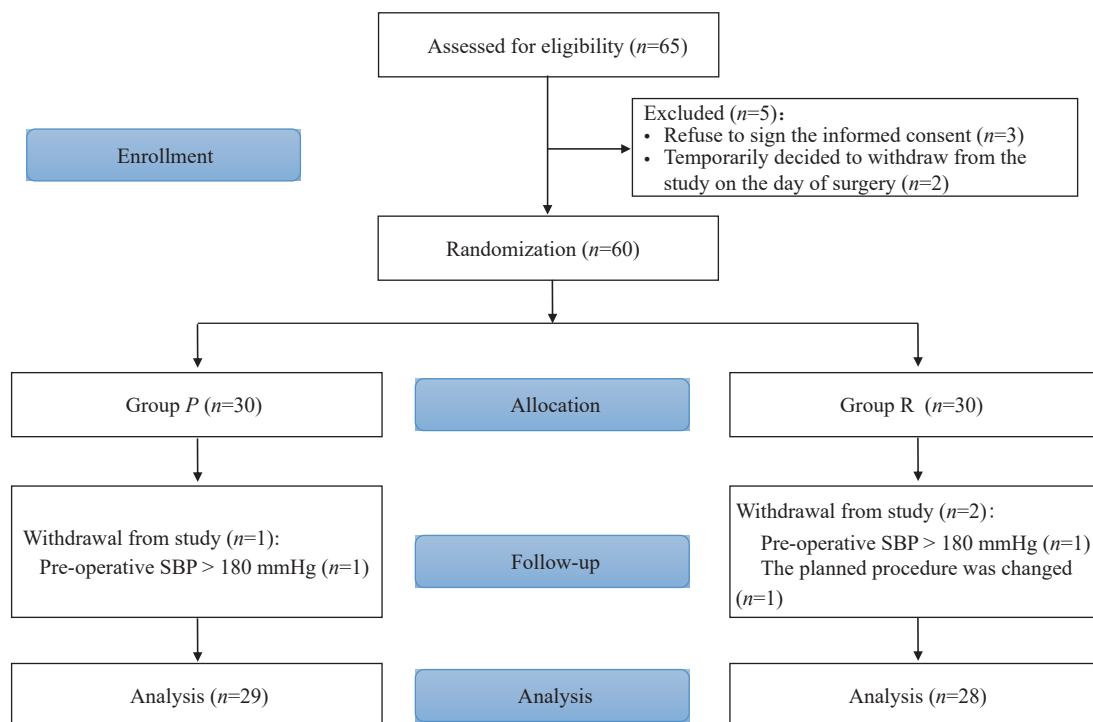 Assessed for eligibility (n=65)
Excluded (n=5)：
• Refuse to sign the informed consent (n=3)
• Temporarily decided to withdraw from the
study on the day of surgery (n=2)
Enrollment
Randomization (n=60)
Group P (n=30)
Allocation
Group R (n=30)
Withdrawal from study (n=1):
Pre-operative SBP > 180 mmHg (n=1)
Follow-up
Withdrawal from study (n=2)：
Pre-operative SBP > 180 mmHg (n=1)
The planned procedure was changed
(n=1)
Analysis (n=29)
Analysis
Analysis (n=28)